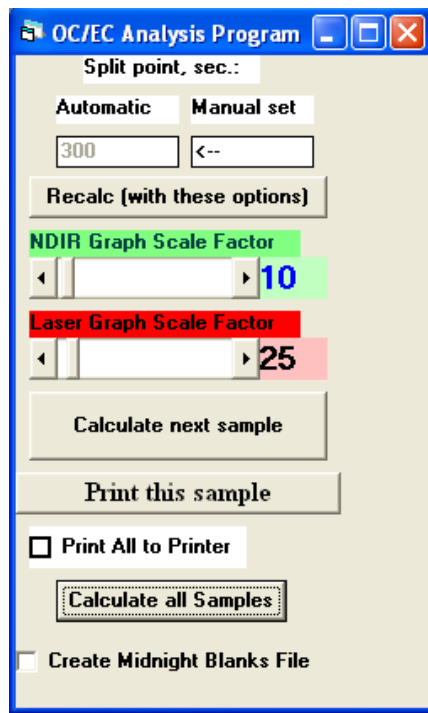 OC/EC Analysis Program
Split point, sec.:
Automatic Manual set
300 <--
Recalc (with these options)
NDIR Graph Scale Factor
10
Laser Graph Scale Factor
25
Calculate next sample
Print this sample
Print All to Printer
Calculate all Samples
Create Midnight Blanks File